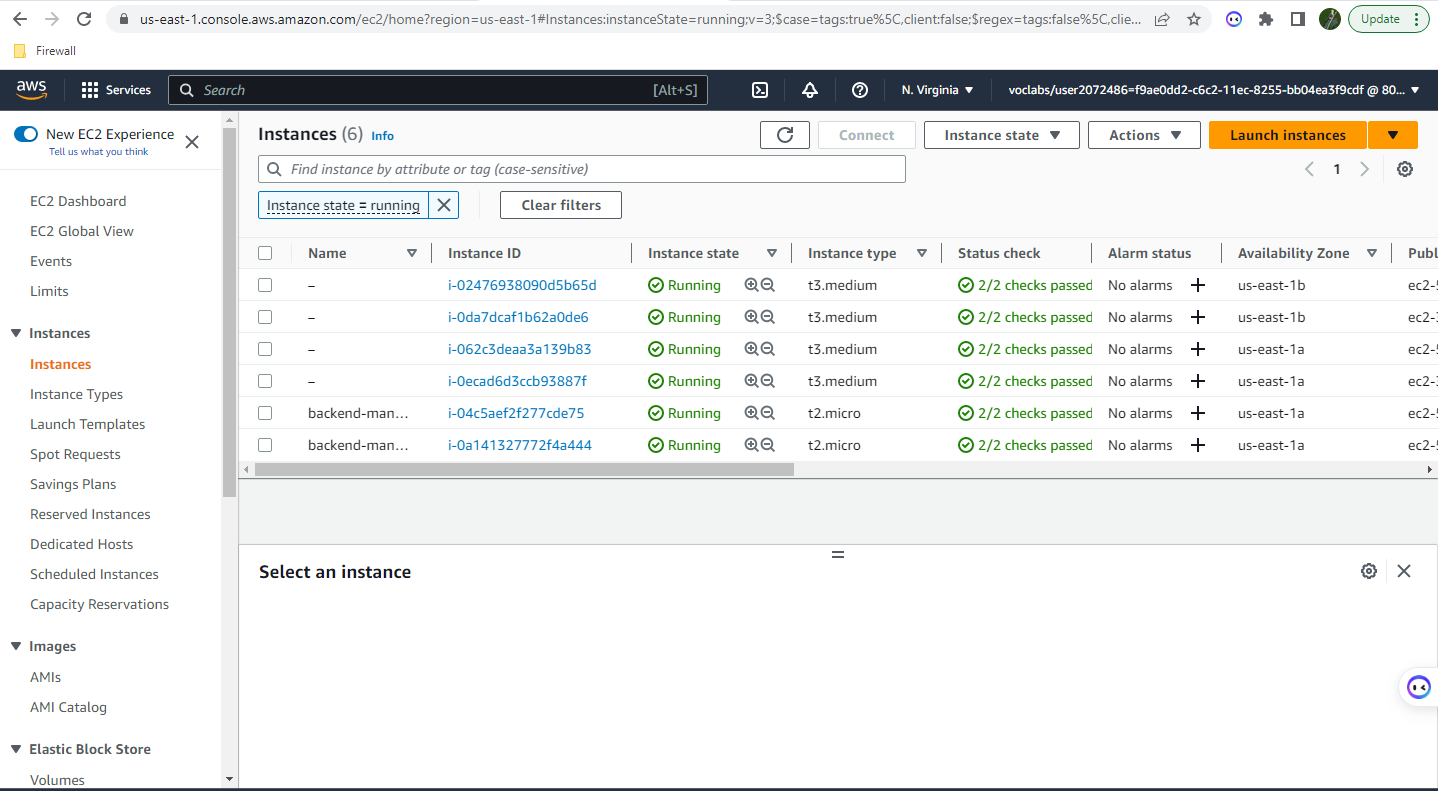 us-east-1.console.aws.amazon.com/ec2/home?region=us-east-1#Instances:instanceState=running;v=3;$case=tags:true%5C,client:false;$regex=tags:false%5C,clie...
Update
Firewall
aws
Services
Search
[Alt+S]
N. Virginia
voclabs/user2072486=f9ae0dd2-c6c2-11ec-8255-bb04ea3f9cdf @ 80...
New EC2 Experience
Tell us what you think
EC2 Dashboard
EC2 Global View
Events
Limits
Instances
Instances
Instance Types
Launch Templates
Spot Requests
Savings Plans
Reserved Instances
Dedicated Hosts
Scheduled Instances
Capacity Reservations
Images
AMIs
AMI Catalog
Elastic Block Store
Volumes
Instances (6) Info
Connect
Instance state
Actions
Launch instances
Find instance by attribute or tag (case-sensitive)
1
Instance state = running
Clear filters
Name Instance ID Instance state Instance type Status check Alarm status Availability Zone Publ
– i-02476938090d5b65d Running t3.medium 2/2 checks passed No alarms + us-east-1b ec2-5
– i-0da7dcaf1b62a0de6 Running t3.medium 2/2 checks passed No alarms + us-east-1b ec2-3
– i-062c3deaa3a139b83 Running t3.medium 2/2 checks passed No alarms + us-east-1a ec2-5
– i-0ecad6d3ccb93887f Running t3.medium 2/2 checks passed No alarms + us-east-1a ec2-3
backend-man... i-04c5aef2f277cde75 Running t2.micro 2/2 checks passed No alarms + us-east-1a ec2-5
backend-man... i-0a141327772f4a444 Running t2.micro 2/2 checks passed No alarms + us-east-1a ec2-5
Select an instance